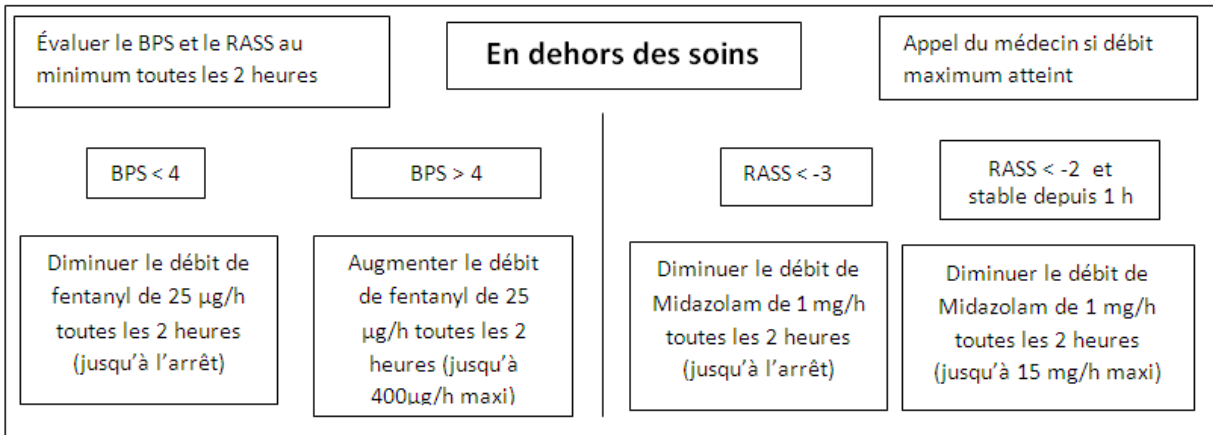 Évaluer le BPS et le RASS au
minimum toutes les 2 heures
En dehors des soins
Appel du médecin si débit
maximum atteint
BPS < 4
BPS > 4
RASS < -3
RASS < -2 et
stable depuis 1 h
Diminuer le débit de
fentanyl de 25 µg/h
toutes les 2 heures
(jusqu’à l’arrêt)
Augmenter le débit
de fentanyl de 25
µg/h toutes les 2
heures (jusqu’à
400µg/h maxi)
Diminuer le débit de
Midazolam de 1 mg/h
toutes les 2 heures
(jusqu’à l’arrêt)
Diminuer le débit de
Midazolam de 1 mg/h
toutes les 2 heures
(jusqu’à 15 mg/h maxi)